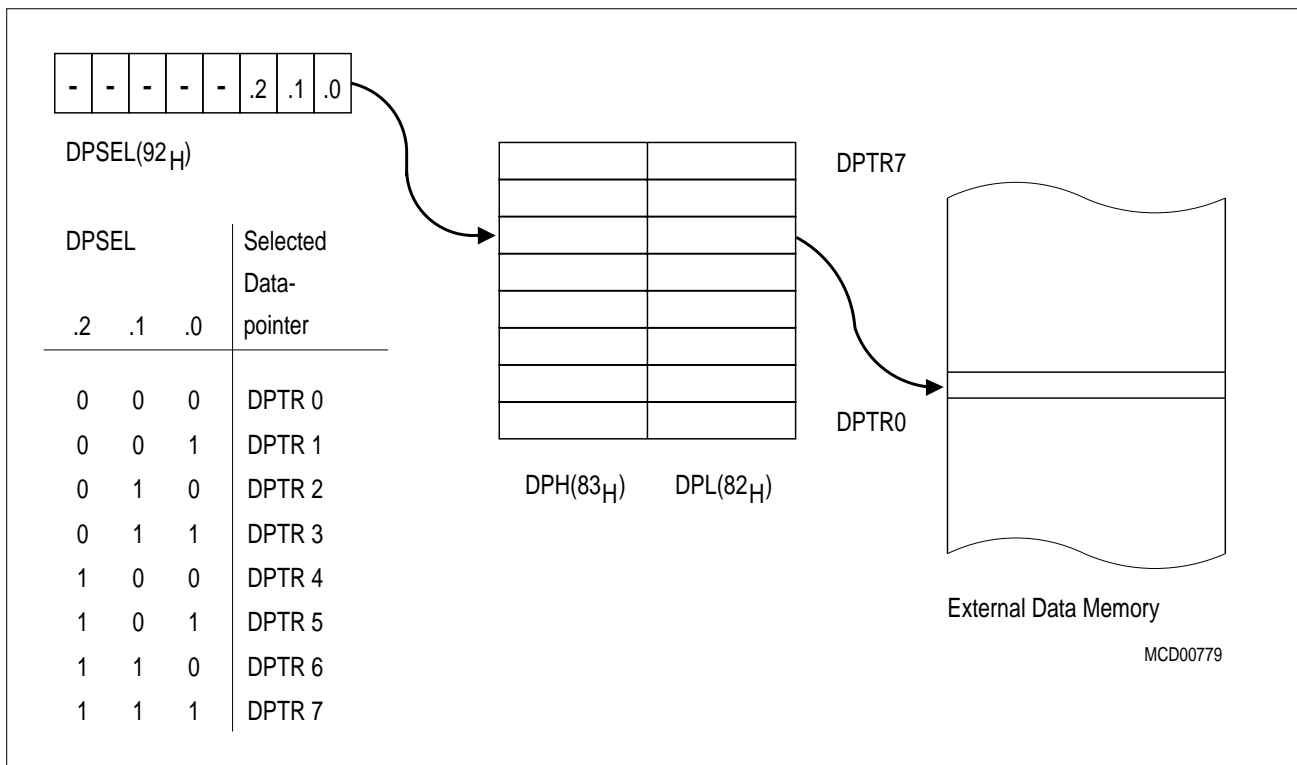 - - - - - .2 .1 .0
DPSEL(92H)
DPSEL Selected
Data-
.2 .1 .0 pointer
0 0 0 DPTR 0
0 0 1 DPTR 1
0 1 0 DPTR 2
0 1 1 DPTR 3
1 0 0 DPTR 4
1 0 1 DPTR 5
1 1 0 DPTR 6
1 1 1 DPTR 7
DPTR7
DPTR0
DPH(83H) DPL(82H)
External Data Memory
MCD00779